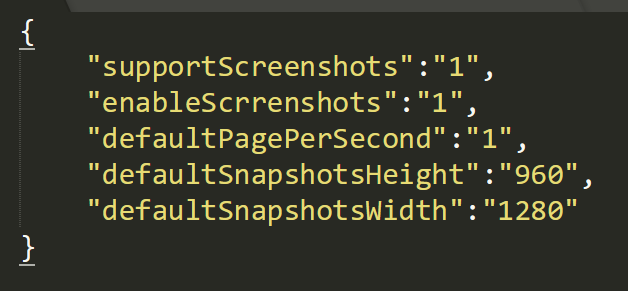 {
"supportScreenshots":"1",
"enableScrrenshots":"1",
"defaultPagePerSecond":"1",
"defaultSnapshotsHeight":"960",
"defaultSnapshotsWidth":"1280"
}